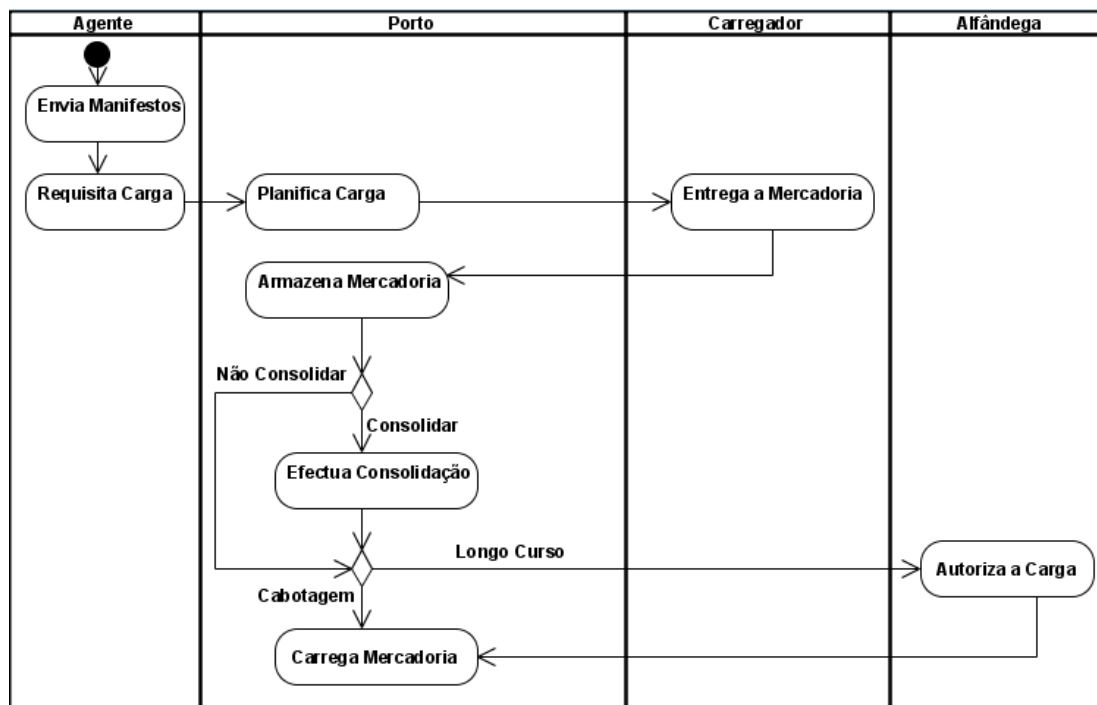 Agente
Porto
Carregador
Alfândega
Envia Manifestos
Requisita Carga
Planifica Carga
Entrega a Mercadoria
Armazena Mercadoria
Não Consolidar
Consolidar
Efectua Consolidação
Longo Curso
Autoriza a Carga
Cabotagem
Carrega Mercadoria